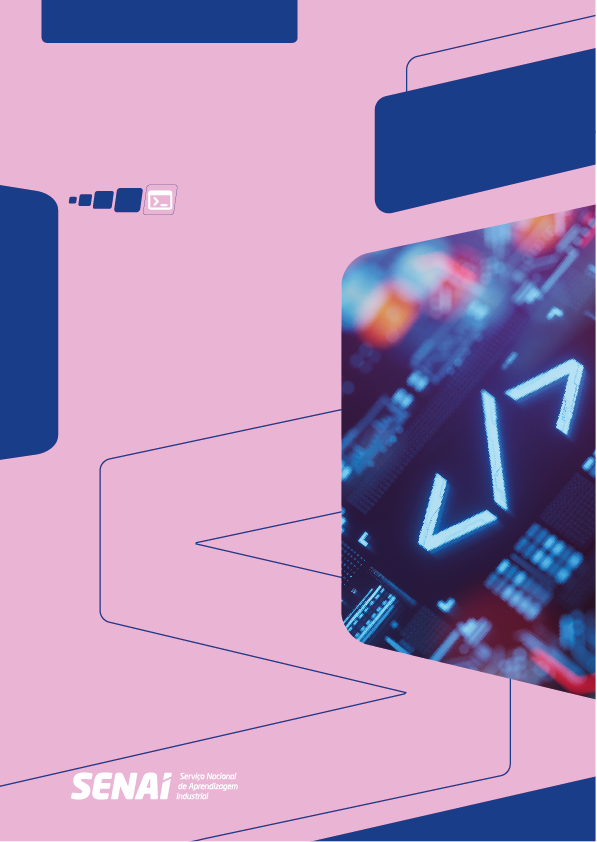 </>
SENAI
Serviço Nacional
de Aprendizagem
Industrial